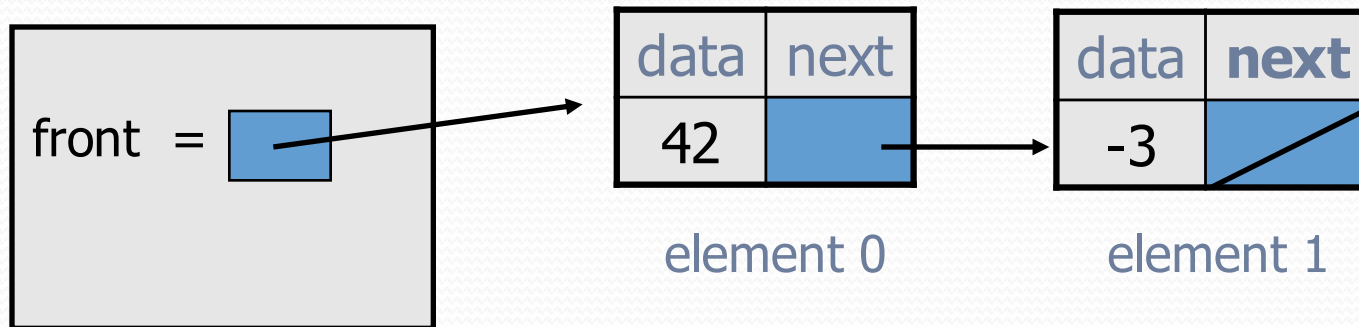 front =
data next
42
element 0
data next
-3
element 1